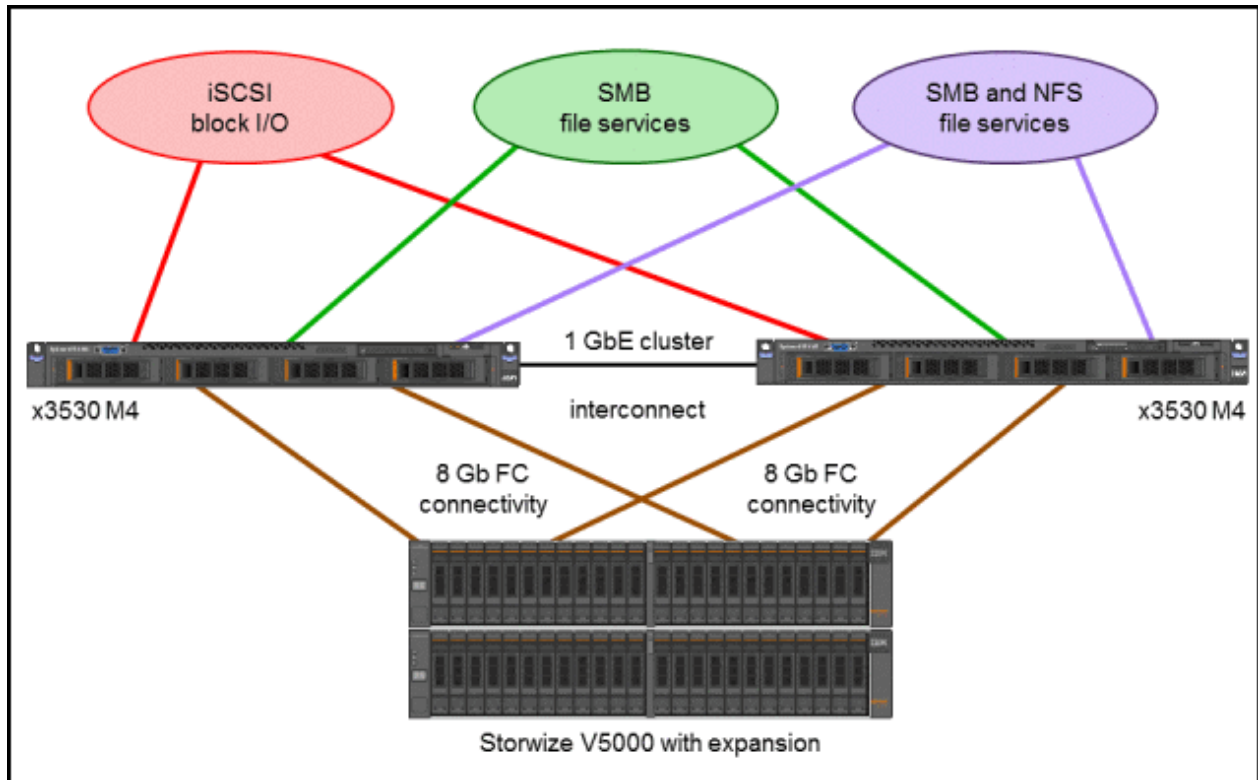 iSCSI
block I/O
SMB
file services
SMB and NFS
file services
1 GbE cluster
interconnect
x3530 M4
x3530 M4
8 Gb FC
connectivity
8 Gb FC
connectivity
Storwize V5000 with expansion